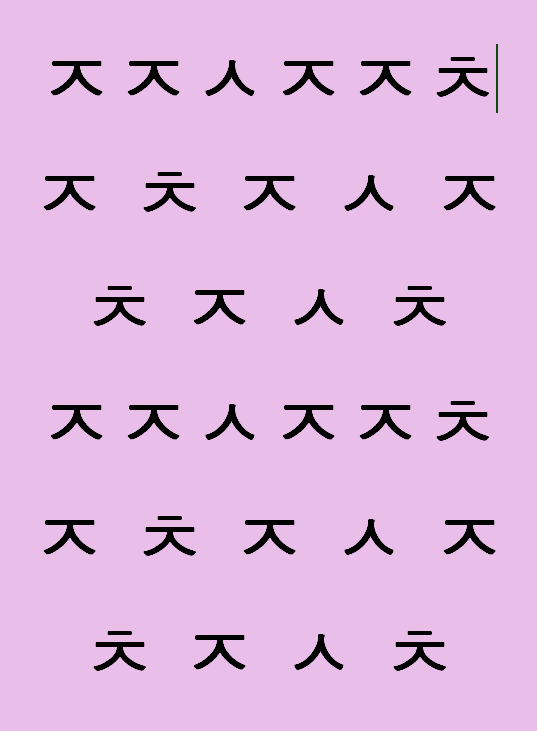 ㅈ ㅈ ㅅ ㅈ ㅈ ㅊ
ㅈ ㅊ ㅈ ㅅ ㅈ
ㅊ ㅈ ㅅ ㅊ
ㅈ ㅈ ㅅ ㅈ ㅈ ㅊ
ㅈ ㅊ ㅈ ㅅ ㅈ
ㅊ ㅈ ㅅ ㅊ